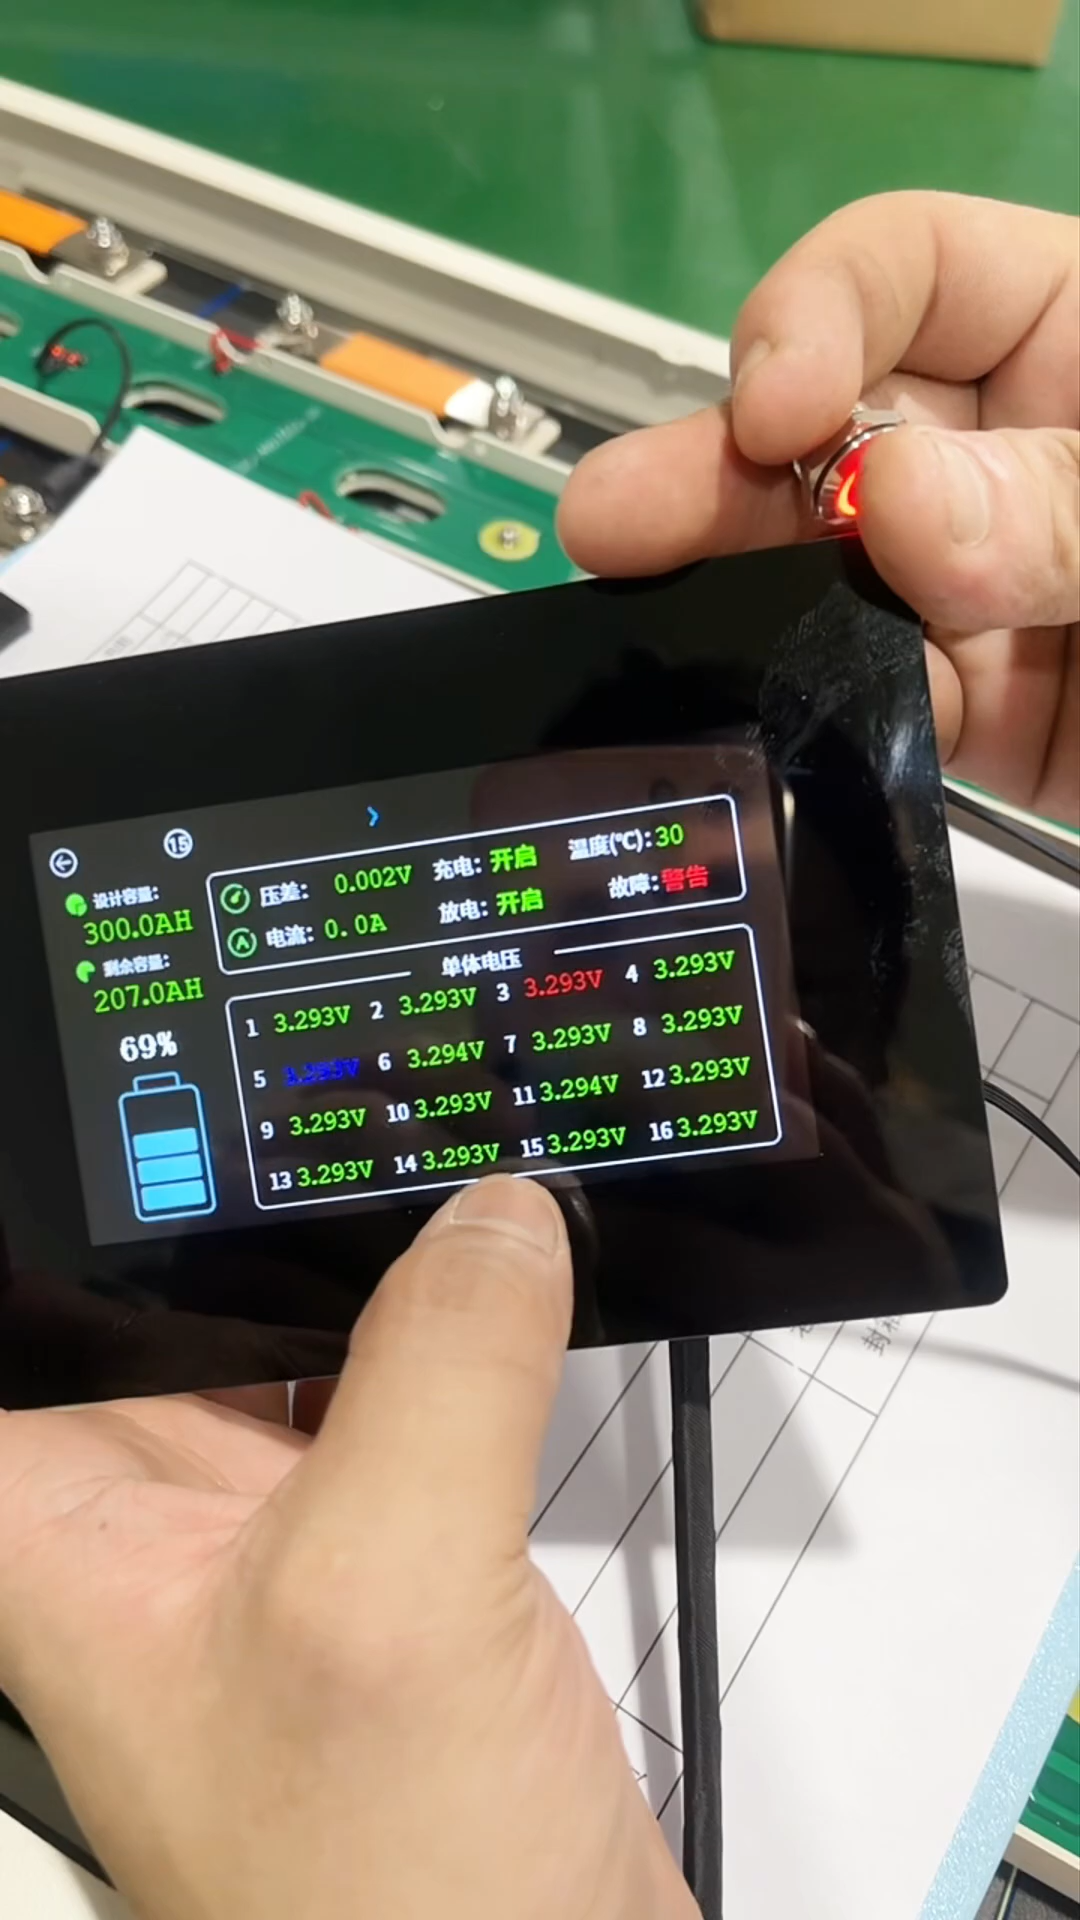 15
设计容量:
300.0AH
剩余容量:
207.0AH
69%
压差: 0.002V 充电: 开启 温度(℃): 30
电流: 0.0A 放电: 开启 故障: 警告
单体电压
1 3.293V 2 3.293V 3 3.293V 4 3.293V
5 3.293V 6 3.294V 7 3.293V 8 3.293V
9 3.293V 10 3.293V 11 3.294V 12 3.293V
13 3.293V 14 3.293V 15 3.293V 16 3.293V